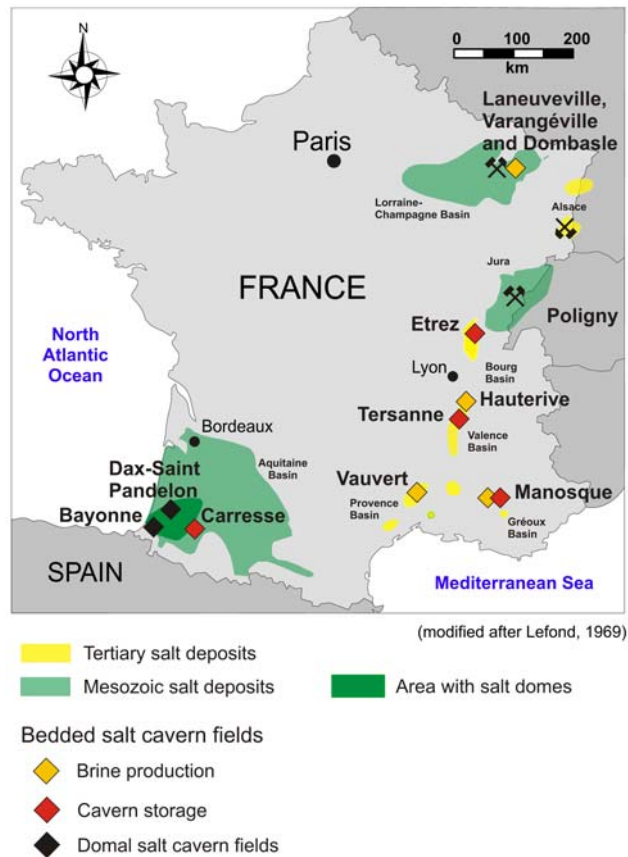 N
0 100 200
km
Laneuveville,
Varangéville
and Dombasle
Paris
Lorraine-
Champagne Basin
Alsace
Jura
FRANCE
Poligny
Etrez
North
Atlantic
Ocean
Lyon
Bourg
Basin
Hauterive
Tersanne
Valence
Basin
Bordeaux
Dax-Saint
Pandelon
Aquitaine
Basin
Vauvert
Provence
Basin
Manosque
Bayonne
Carresse
Gréoux
Basin
SPAIN
Mediterranean Sea
(modified after Lefond, 1969)
Tertiary salt deposits
Mesozoic salt deposits
Area with salt domes
Bedded salt cavern fields
Brine production
Cavern storage
Domal salt cavern fields